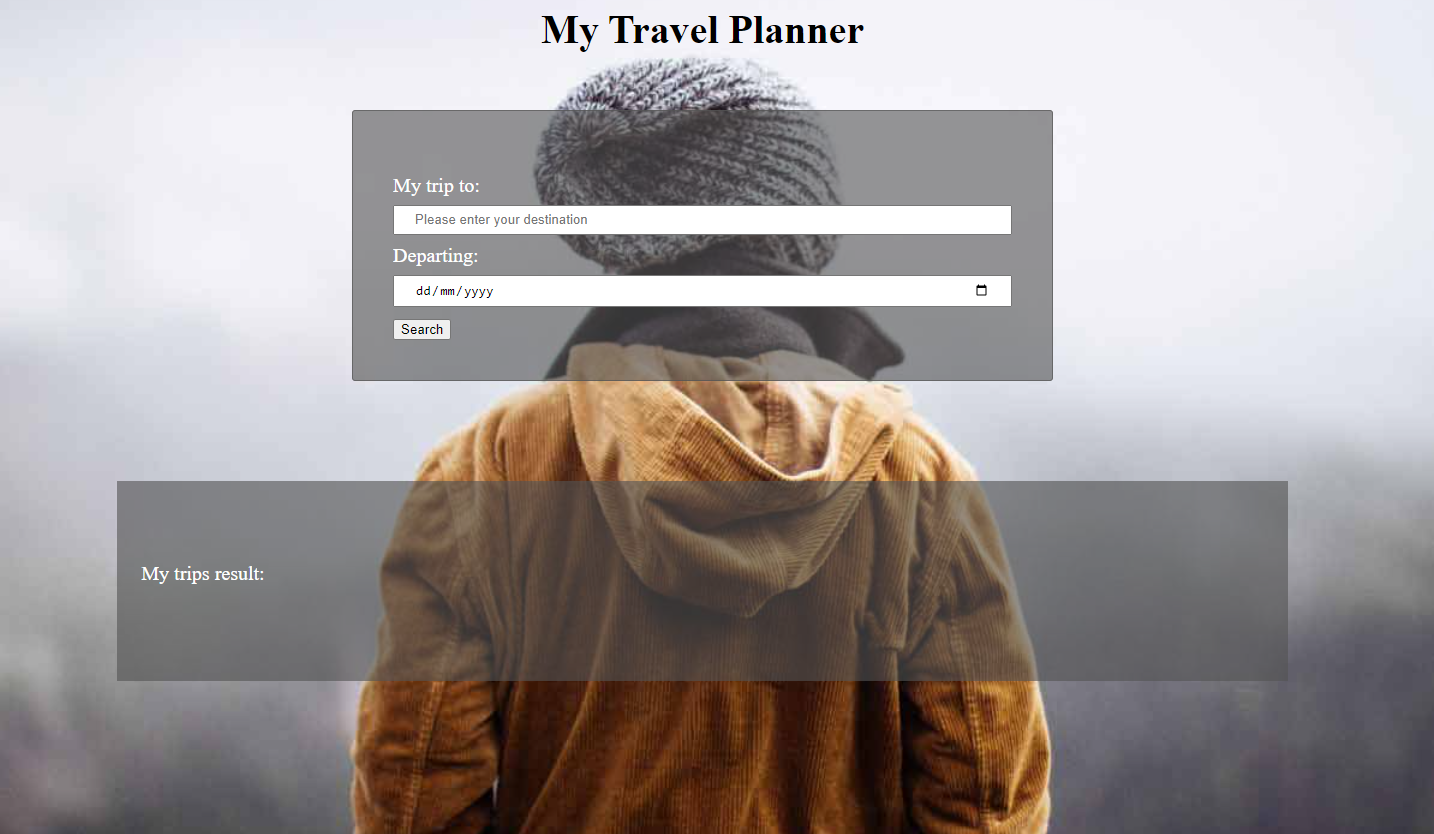 My Travel Planner
My trip to:
Please enter your destination
Departing:
dd/mm/yyyy
Search
My trips result: